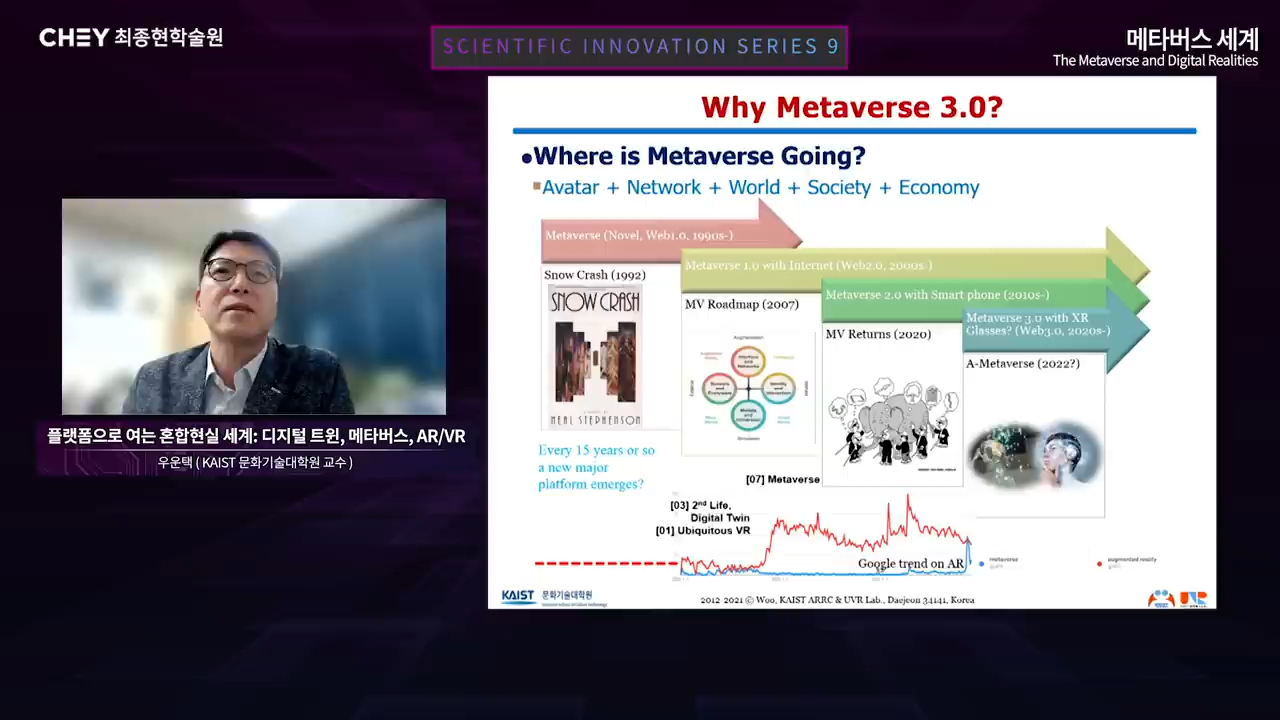 CHEY 최종현학술원
SCIENTIFIC INNOVATION SERIES 9
메타버스 세계
The Metaverse and Digital Realities
Why Metaverse 3.0?
●Where is Metaverse Going?
Avatar + Network + World + Society + Economy
Metaverse (Novel, Web1.0, 1990s-)
Metaverse 1.0 with Internet (Web2.0, 2000s-)
Metaverse 2.0 with Smart phone (2010s-)
Metaverse 3.0 with XR
Glasses? (Web3.0, 2020s-)
Snow Crash (1992)
SNOW CRASH
NEAL STEPHENSON
MV Roadmap (2007)
MV Returns (2020)
A-Metaverse (2022?)
Every 15 years or so
a new major
platform emerges?
[07] Metaverse
[03] 2nd Life,
Digital Twin
[01] Ubiquitous VR
Google trend on AR
metaverse
augmented reality
KAIST 문화기술대학원
2012-2021 © Woo, KAIST ARRC & UVR Lab., Daejeon 34141, Korea
UVR
플랫폼으로 여는 혼합현실 세계: 디지털 트윈, 메타버스, AR/VR
우운택 ( KAIST 문화기술대학원 교수 )